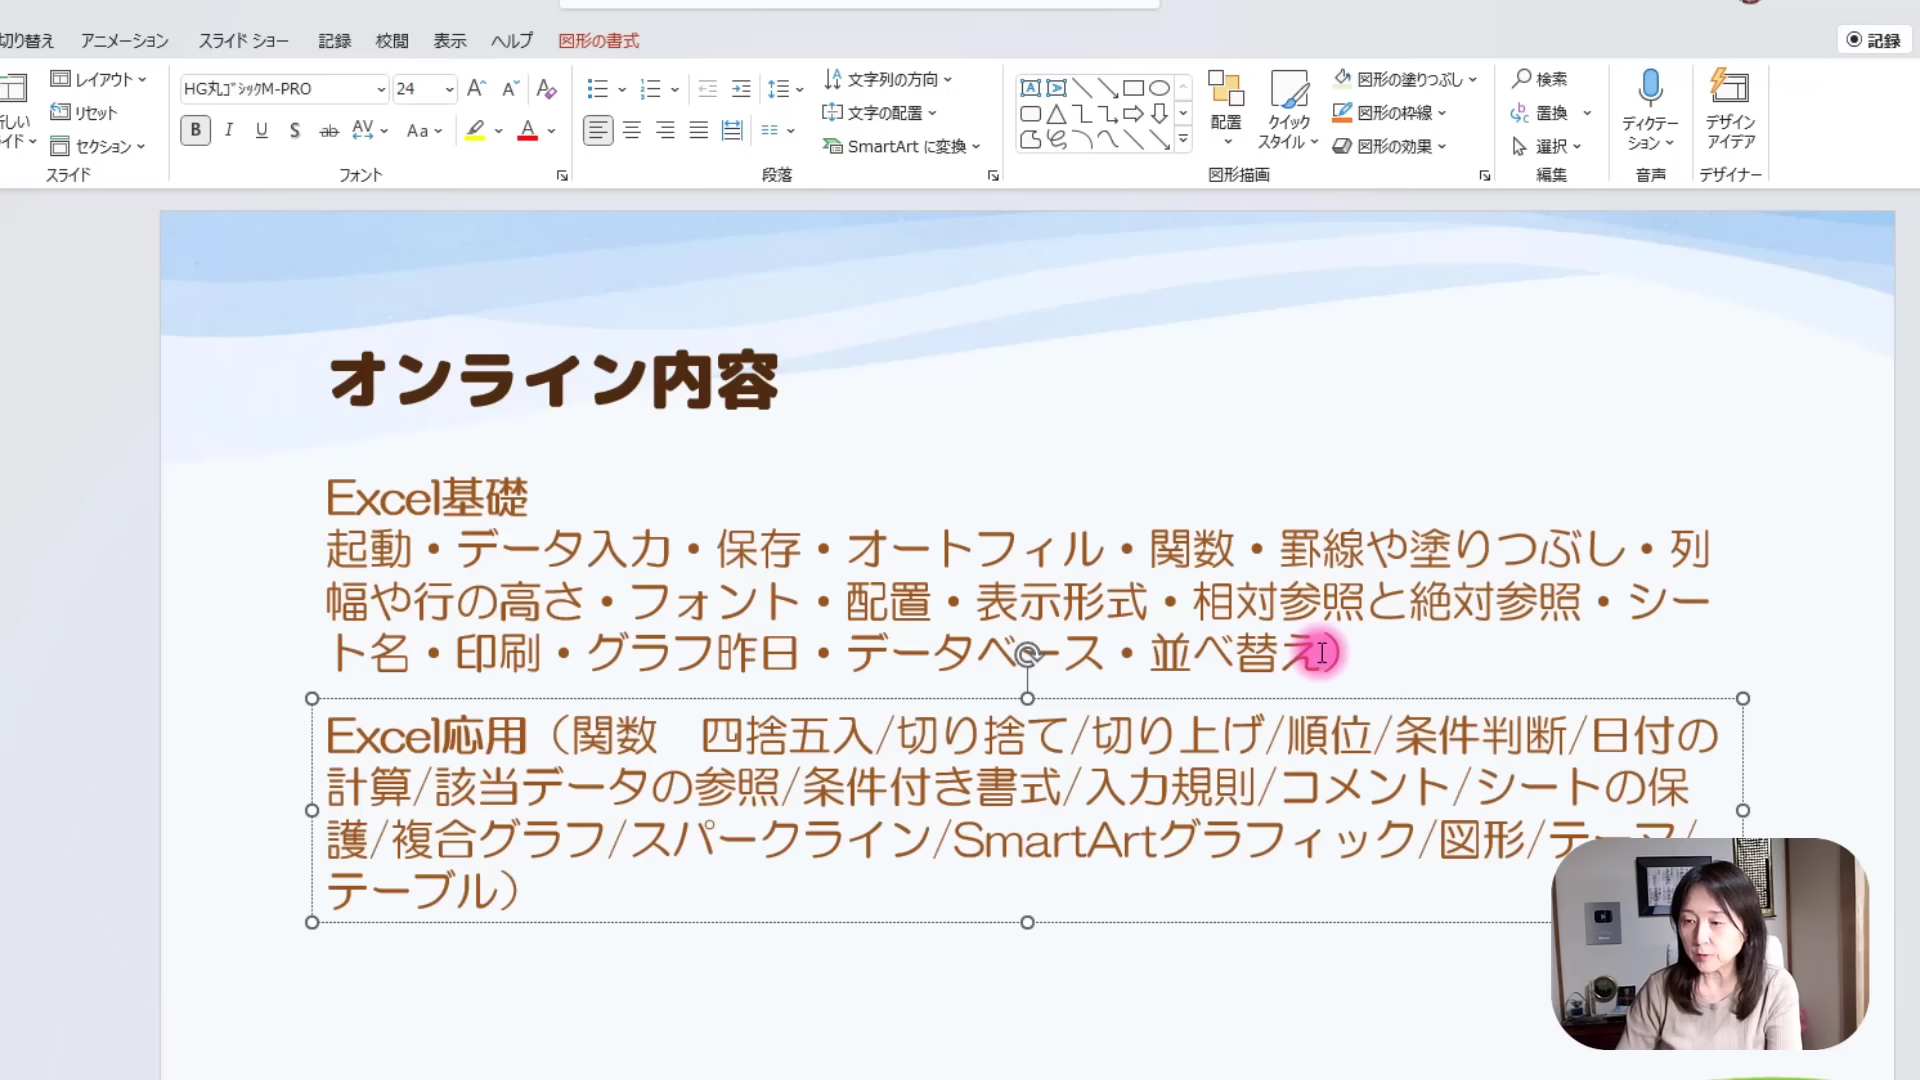 切り替え アニメーション スライド ショー 記録 校閲 表示 ヘルプ 図形の書式 記録
レイアウト
リセット
セクション
スライド
HG丸ｺﾞｼｯｸM-PRO 24
B I U S ab AV Aa A
フォント
文字列の方向
文字の配置
SmartArt に変換
段落
配置
クイック
スタイル
図形の塗りつぶし
図形の枠線
図形の効果
図形描画
検索
置換
選択
編集
ディクテー
ション
音声
デザイン
アイデア
デザイナー
オンライン内容
Excel基礎
起動・データ入力・保存・オートフィル・関数・罫線や塗りつぶし・列
幅や行の高さ・フォント・配置・表示形式・相対参照と絶対参照・シー
ト名・印刷・グラフ昨日・データベース・並べ替え）
Excel応用（関数　四捨五入/切り捨て/切り上げ/順位/条件判断/日付の
計算/該当データの参照/条件付き書式/入力規則/コメント/シートの保
護/複合グラフ/スパークライン/SmartArtグラフィック/図形/テーマ/
テーブル）